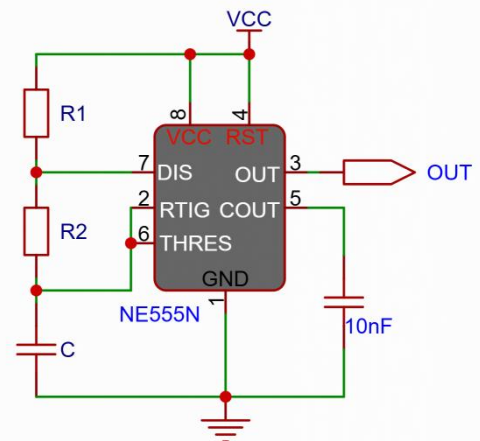 VCC
R1
8
4
VCC RST
7 DIS
OUT 3
OUT
2 RTIG
COUT 5
R2
6 THRES
GND
1
NE555N
10nF
C